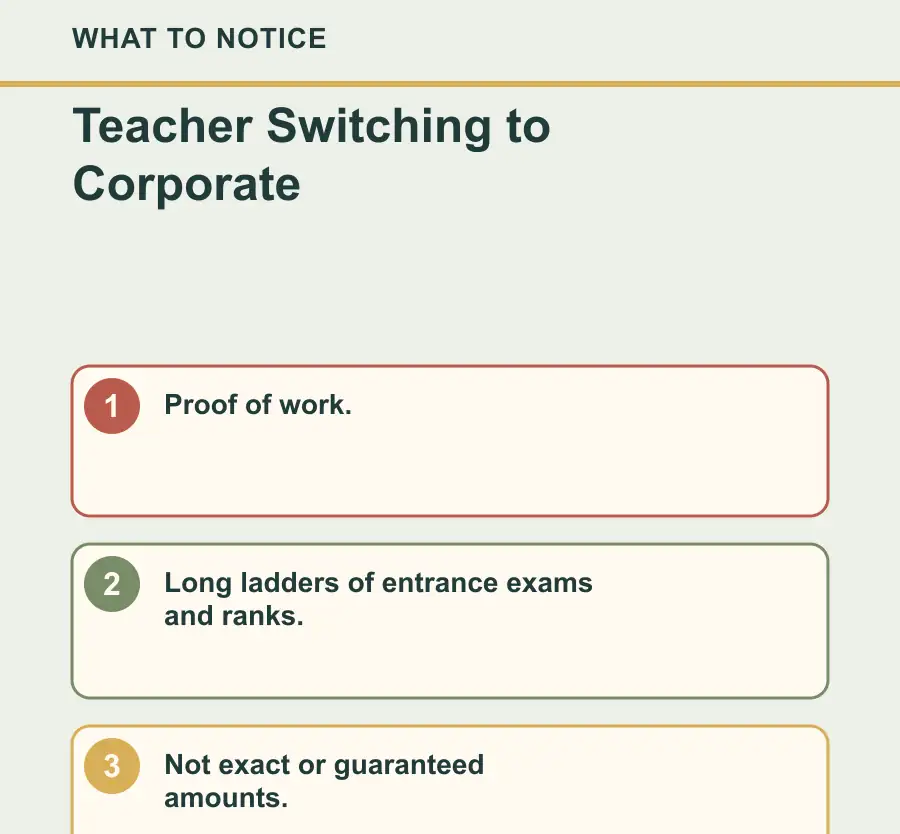 WHAT TO NOTICE
Teacher Switching to
Corporate
1
Proof of work.
2
Long ladders of entrance exams
and ranks.
3
Not exact or guaranteed
amounts.